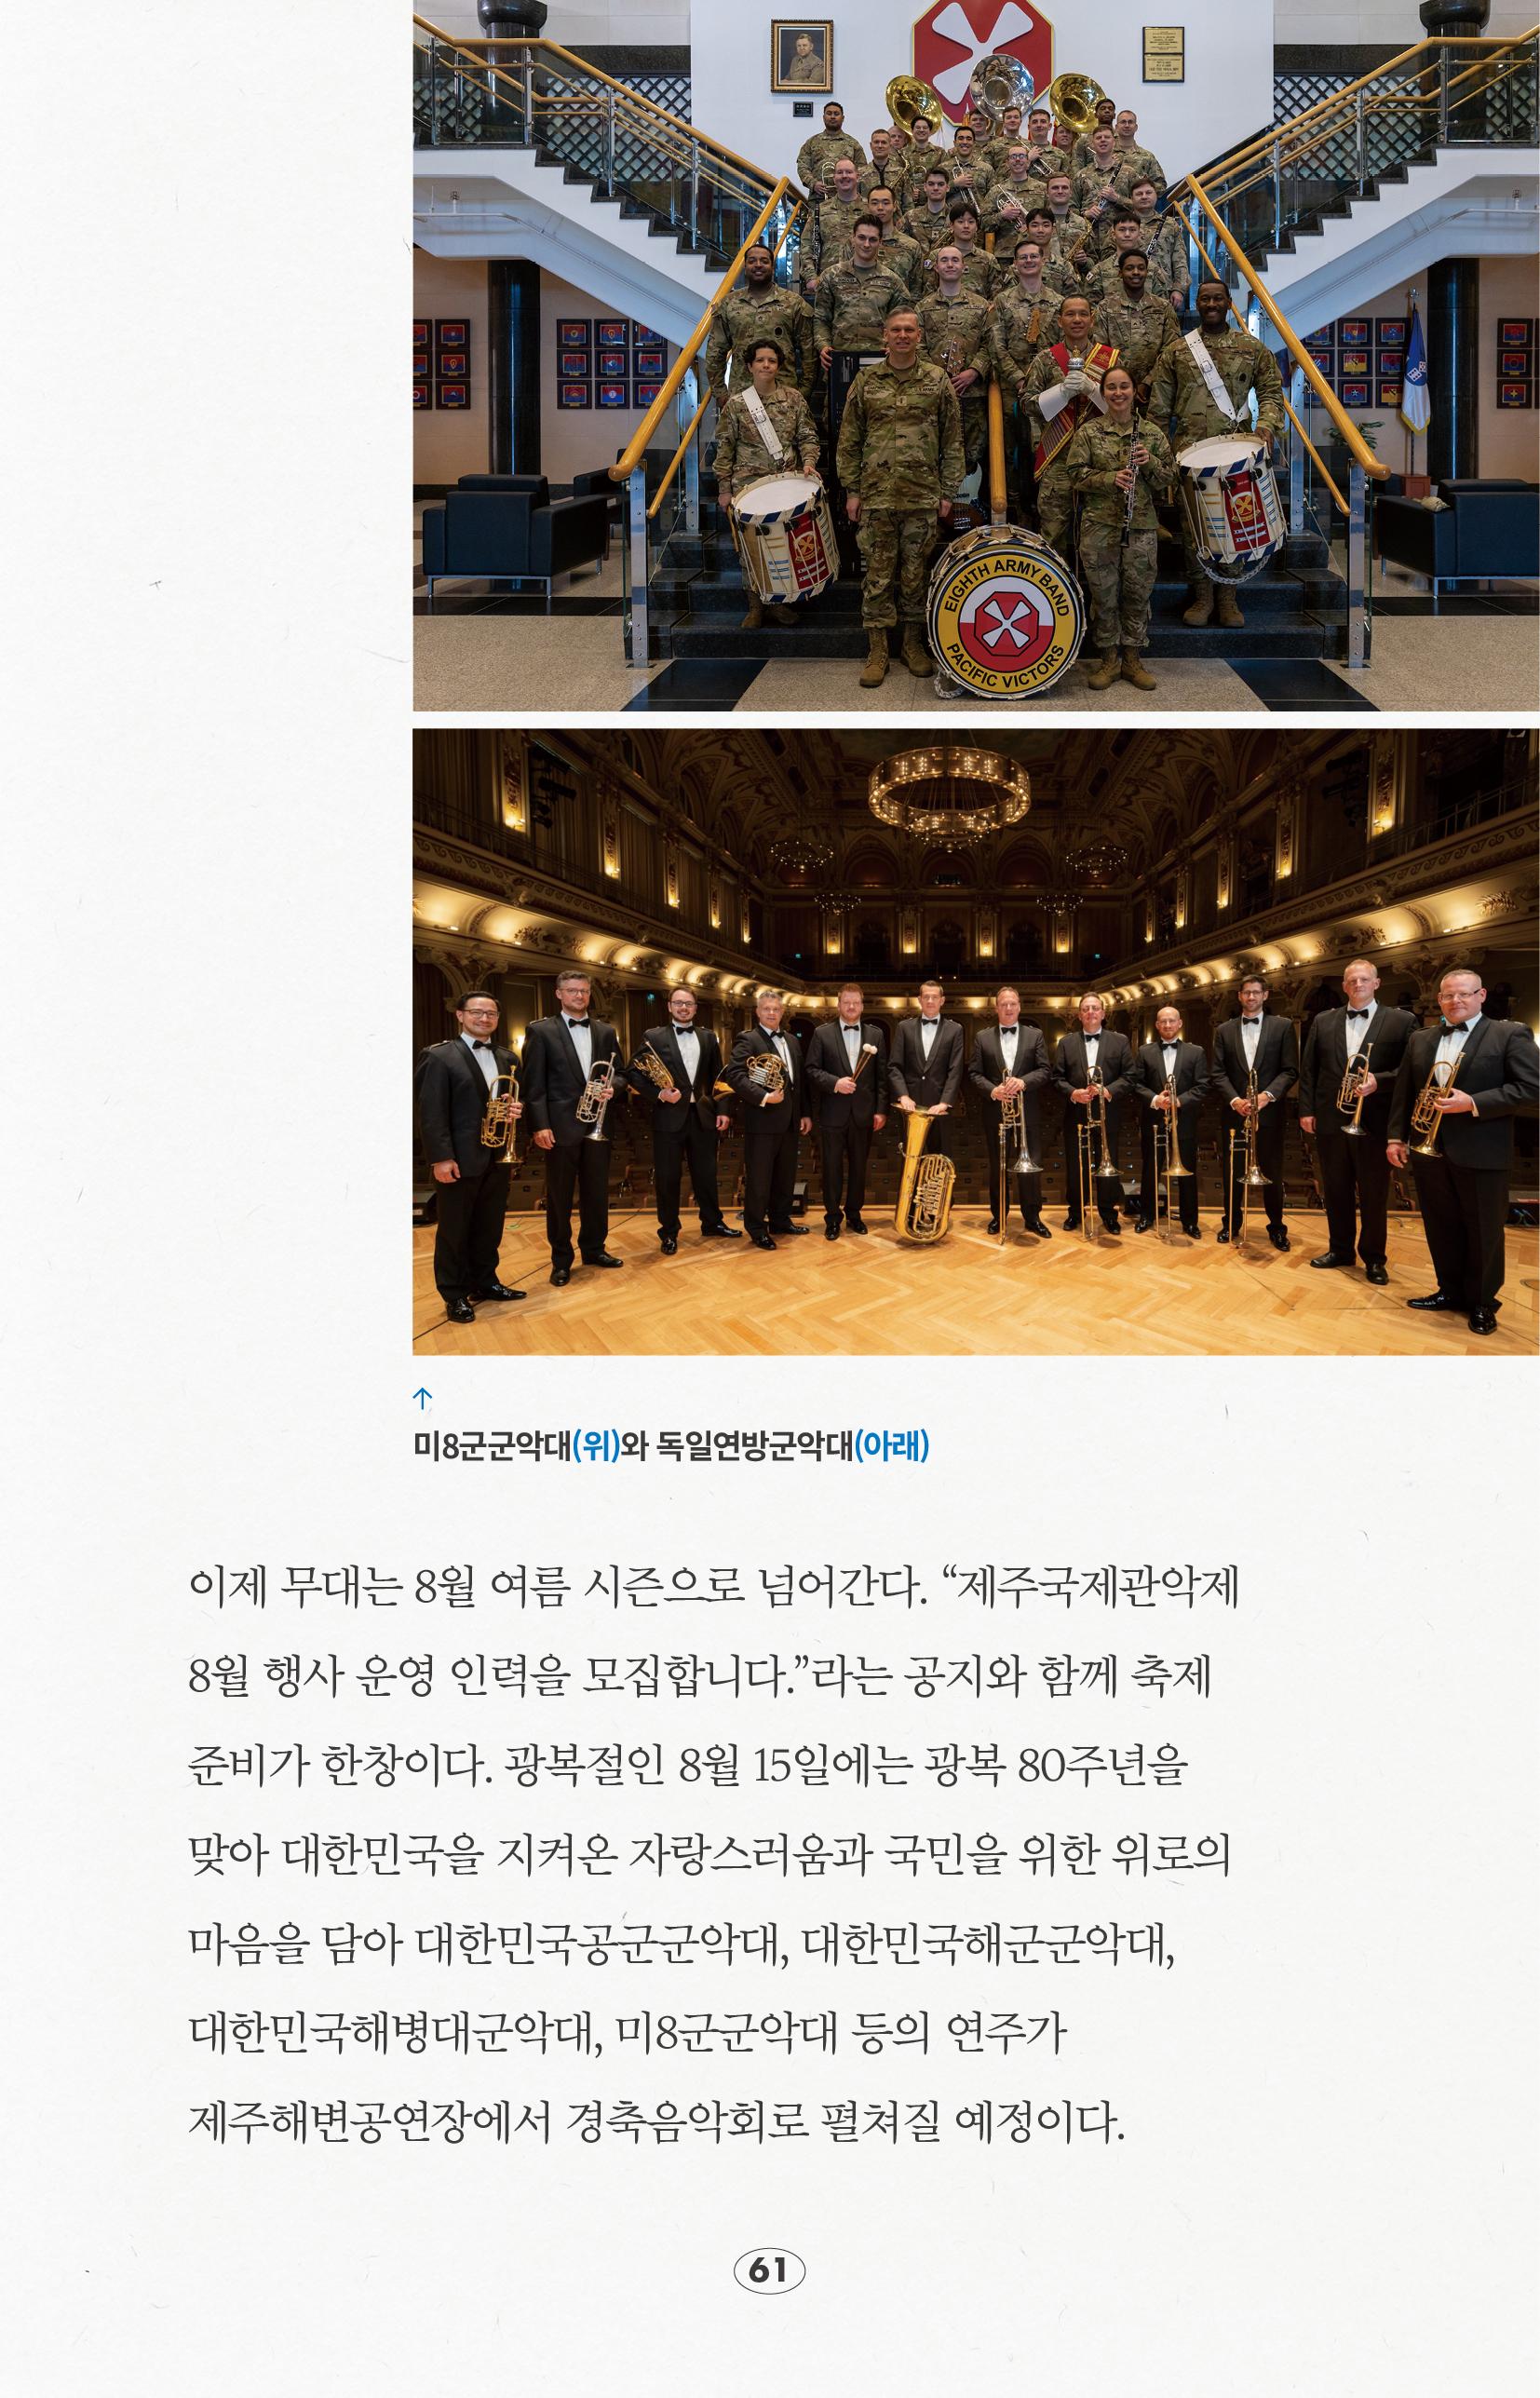 EIGHTH ARMY BAND
PACIFIC VICTORS
↑
미8군군악대(위)와 독일연방군악대(아래)
이제 무대는 8월 여름 시즌으로 넘어간다. “제주국제관악제
8월 행사 운영 인력을 모집합니다.”라는 공지와 함께 축제
준비가 한창이다. 광복절인 8월 15일에는 광복 80주년을
맞아 대한민국을 지켜온 자랑스러움과 국민을 위한 위로의
마음을 담아 대한민국공군군악대, 대한민국해군군악대,
대한민국해병대군악대, 미8군군악대 등의 연주가
제주해변공연장에서 경축음악회로 펼쳐질 예정이다.
61